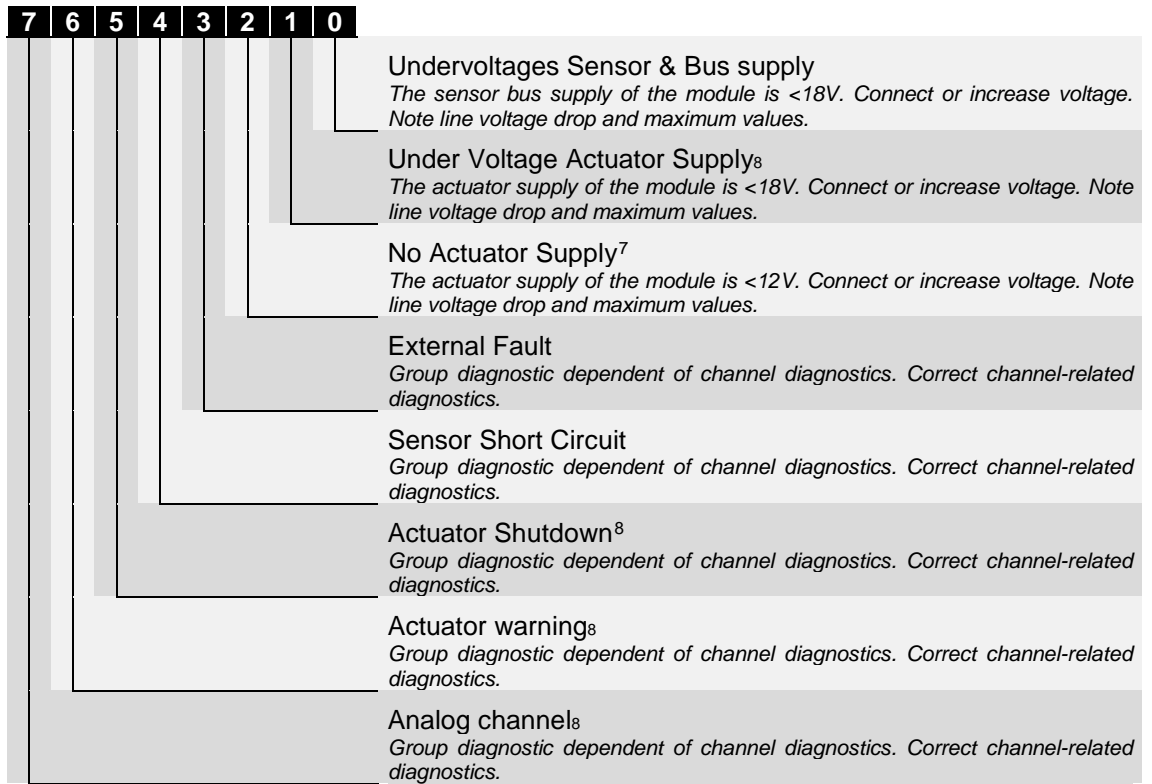 7 6 5 4 3 2 1 0
Undervoltages Sensor & Bus supply
The sensor bus supply of the module is <18V. Connect or increase voltage.
Note line voltage drop and maximum values.
Under Voltage Actuator Supply8
The actuator supply of the module is <18V. Connect or increase voltage. Note
line voltage drop and maximum values.
No Actuator Supply7
The actuator supply of the module is <12V. Connect or increase voltage. Note
line voltage drop and maximum values.
External Fault
Group diagnostic dependent of channel diagnostics. Correct channel-related
diagnostics.
Sensor Short Circuit
Group diagnostic dependent of channel diagnostics. Correct channel-related
diagnostics.
Actuator Shutdown8
Group diagnostic dependent of channel diagnostics. Correct channel-related
diagnostics.
Actuator warning8
Group diagnostic dependent of channel diagnostics. Correct channel-related
diagnostics.
Analog channel8
Group diagnostic dependent of channel diagnostics. Correct channel-related
diagnostics.